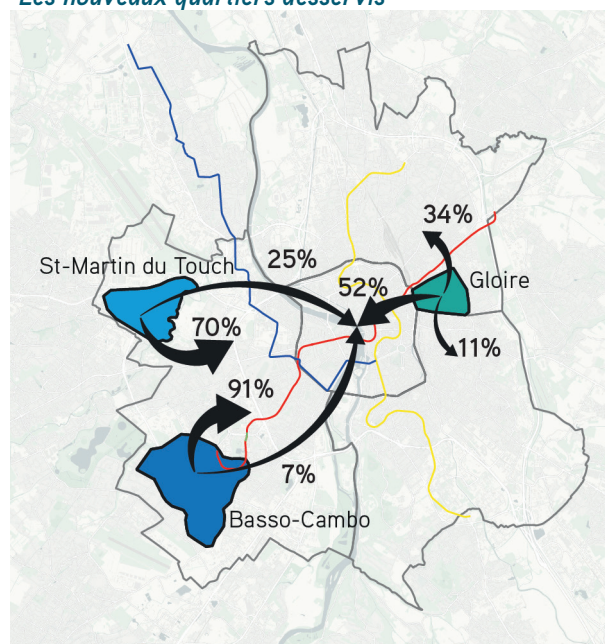 Les nouveaux quartiers desservis
34%
St-Martin du Touch
25%
52%
Gloire
70%
11%
91%
7%
Basso-Cambo